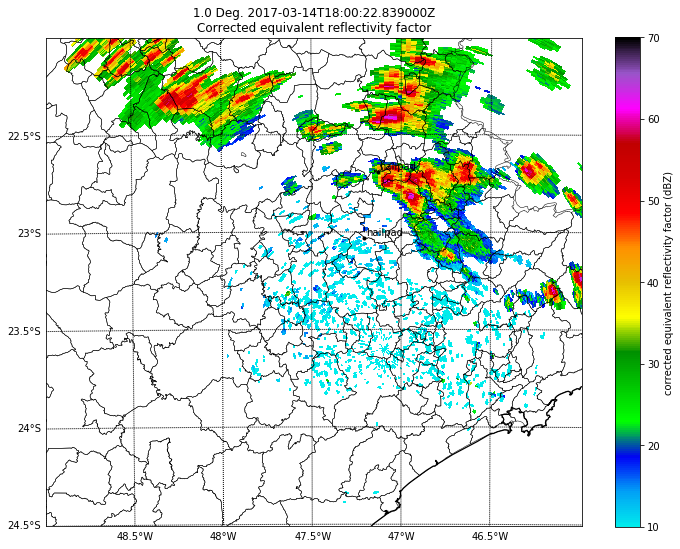 1.0 Deg. 2017-03-14T18:00:22.839000Z
Corrected equivalent reflectivity factor
70
60
50
40
30
20
10
corrected equivalent reflectivity factor (dBZ)
22.5°S
23°S
23.5°S
24°S
24.5°S
hailpad
hailpad
48.5°W
48°W
47.5°W
47°W
46.5°W